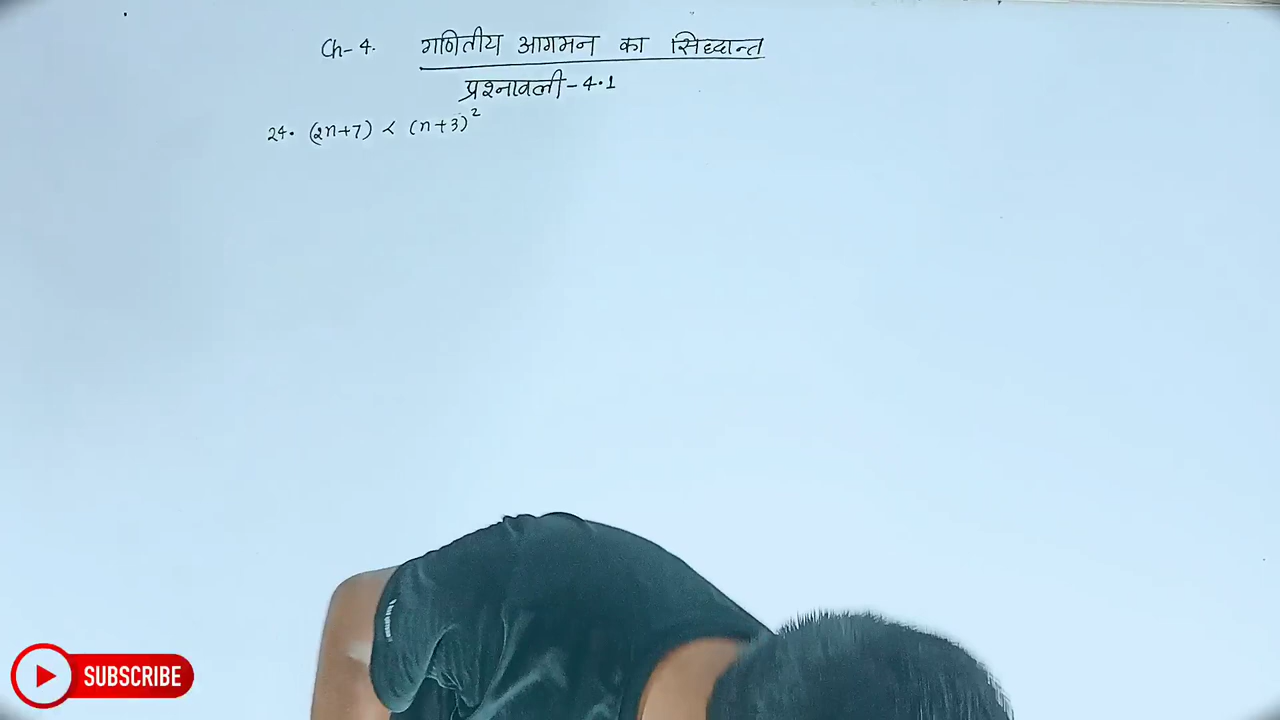 Ch-4. गणितीय आगमन का सिद्धान्त
प्रश्नावली-4.1
24. (2n+7) < (n+3)²
SUBSCRIBE